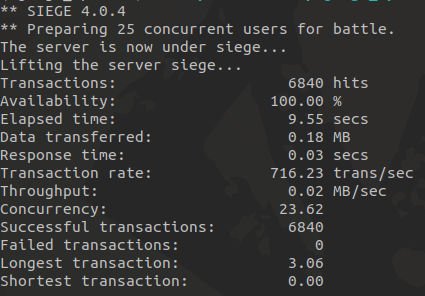 ** SIEGE 4.0.4
** Preparing 25 concurrent users for battle.
The server is now under siege...
Lifting the server siege...
Transactions: 6840 hits
Availability: 100.00 %
Elapsed time: 9.55 secs
Data transferred: 0.18 MB
Response time: 0.03 secs
Transaction rate: 716.23 trans/sec
Throughput: 0.02 MB/sec
Concurrency: 23.62
Successful transactions: 6840
Failed transactions: 0
Longest transaction: 3.06
Shortest transaction: 0.00